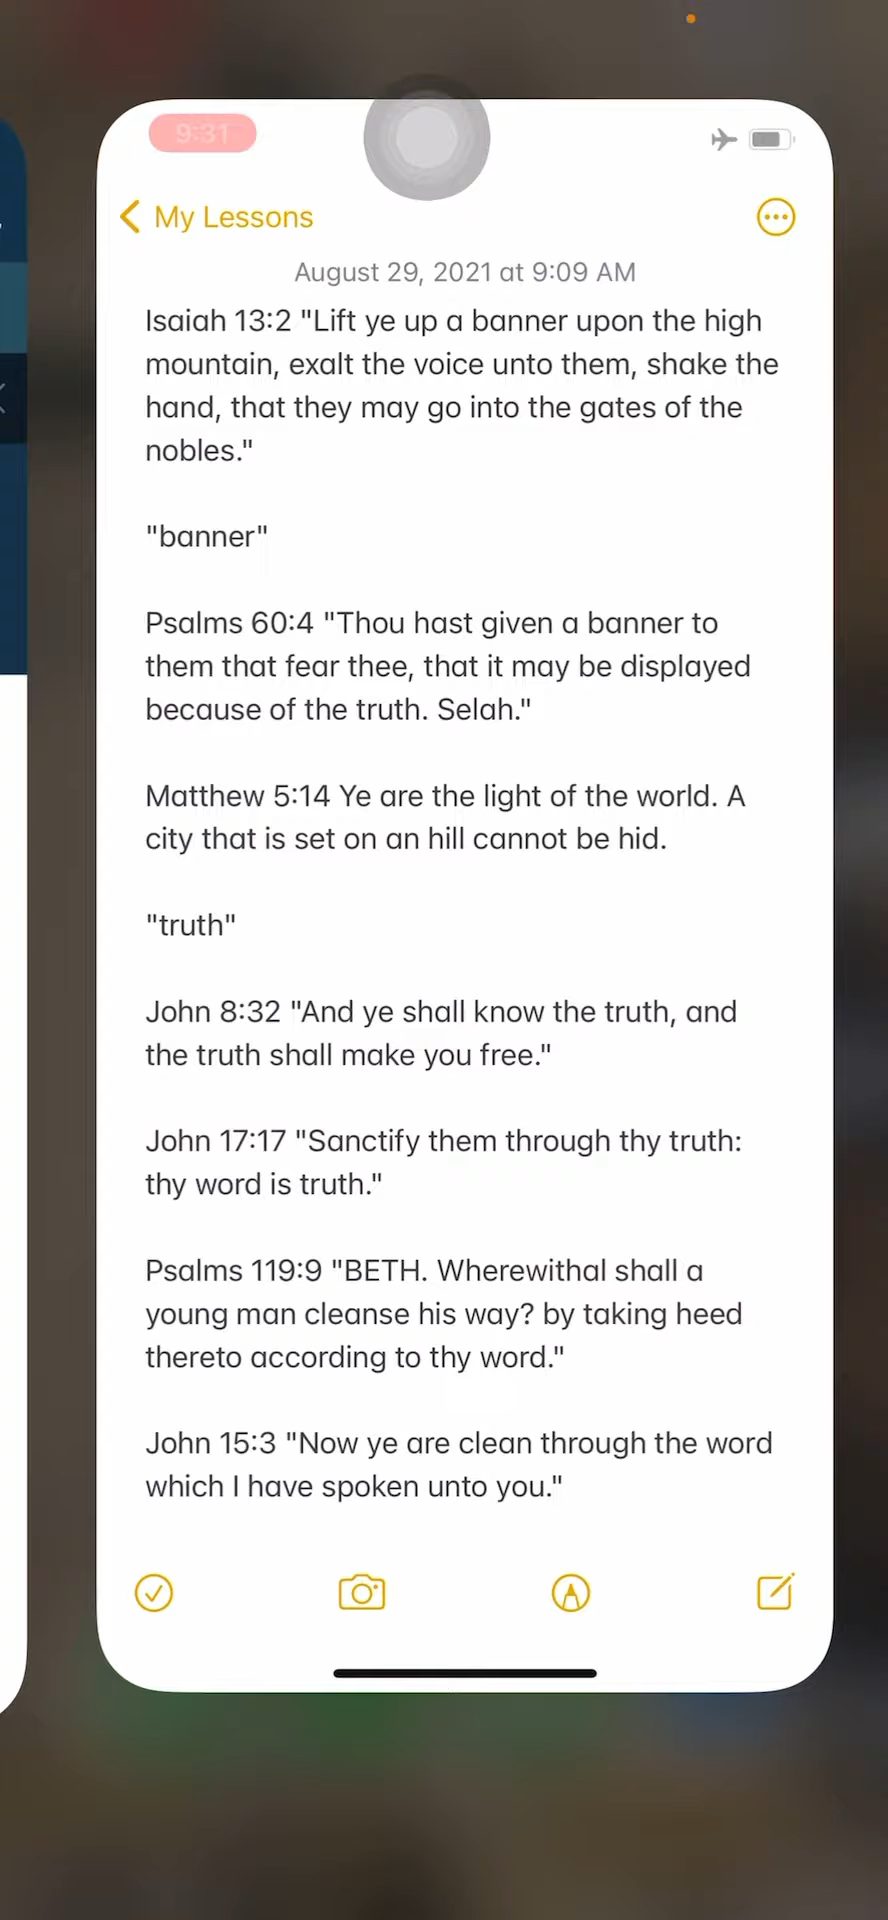 9:31
My Lessons
August 29, 2021 at 9:09 AM
Isaiah 13:2 "Lift ye up a banner upon the high
mountain, exalt the voice unto them, shake the
hand, that they may go into the gates of the
nobles."
"banner"
Psalms 60:4 "Thou hast given a banner to
them that fear thee, that it may be displayed
because of the truth. Selah."
Matthew 5:14 Ye are the light of the world. A
city that is set on an hill cannot be hid.
"truth"
John 8:32 "And ye shall know the truth, and
the truth shall make you free."
John 17:17 "Sanctify them through thy truth:
thy word is truth."
Psalms 119:9 "BETH. Wherewithal shall a
young man cleanse his way? by taking heed
thereto according to thy word."
John 15:3 "Now ye are clean through the word
which I have spoken unto you."